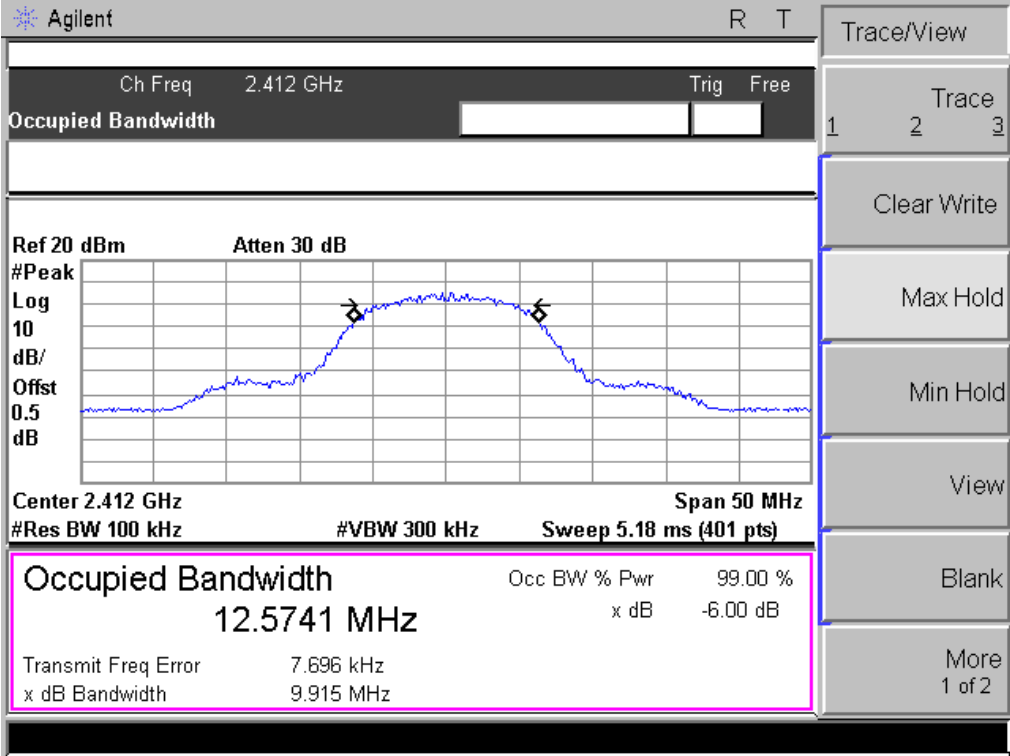 Agilent R T
Trace/View
Ch Freq 2.412 GHz Trig Free
Occupied Bandwidth
Trace
1 2 3
Clear Write
Max Hold
Min Hold
View
Blank
More
1 of 2
Ref 20 dBm Atten 30 dB
#Peak
Log
10
dB/
Offst
0.5
dB
Center 2.412 GHz Span 50 MHz
#Res BW 100 kHz #VBW 300 kHz Sweep 5.18 ms (401 pts)
Occupied Bandwidth Occ BW % Pwr 99.00 %
12.5741 MHz x dB -6.00 dB
Transmit Freq Error 7.696 kHz
x dB Bandwidth 9.915 MHz